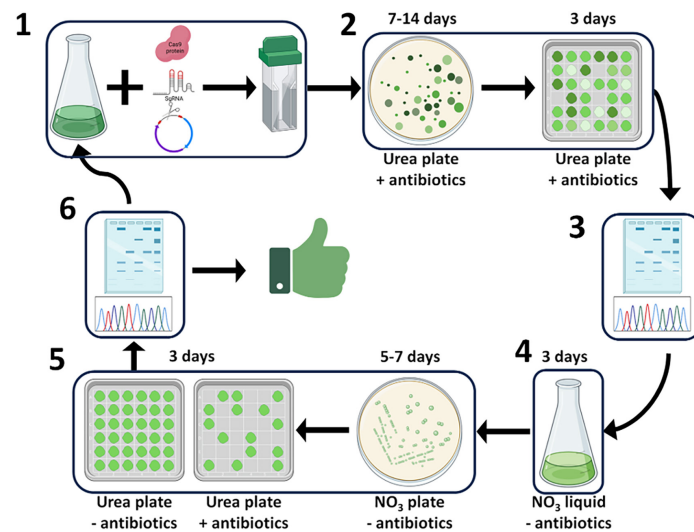 1
Cas9
protein
SgRNA
2
7-14 days
3 days
Urea plate
+ antibiotics
Urea plate
+ antibiotics
3
4
3 days
NO₃ liquid
- antibiotics
5
3 days
5-7 days
Urea plate
- antibiotics
Urea plate
+ antibiotics
NO₃ plate
- antibiotics
6